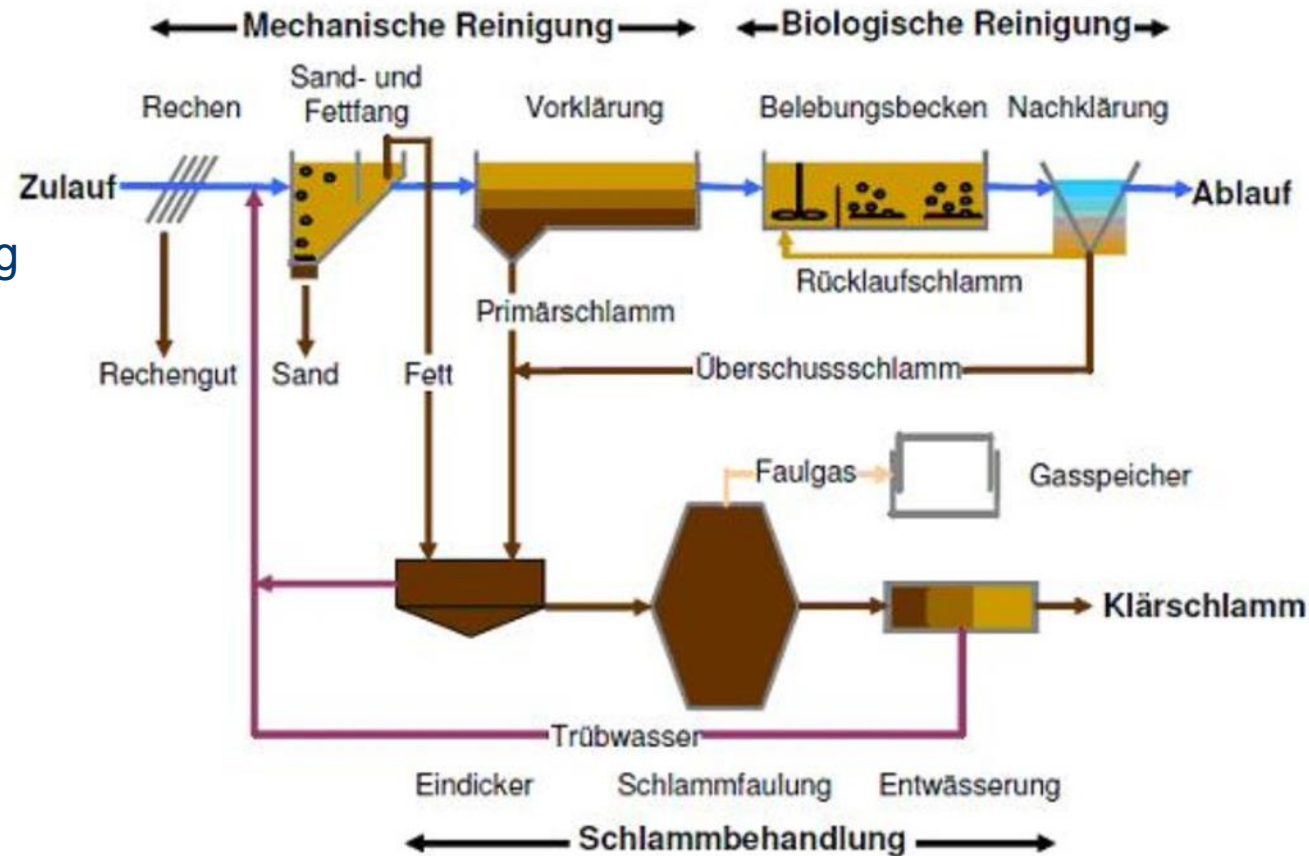 Mechanische Reinigung
Biologische Reinigung
Rechen
Sand- und
Fettfang
Vorklärung
Belebungsbecken
Nachklärung
Zulauf
Ablauf
g
Rücklaufschlamm
Primärschlamm
Rechengut
Sand
Fett
Überschussschlamm
Faulgas
Gasspeicher
Klärschlamm
Trübwasser
Eindicker
Schlammfaulung
Entwässerung
Schlammbehandlung